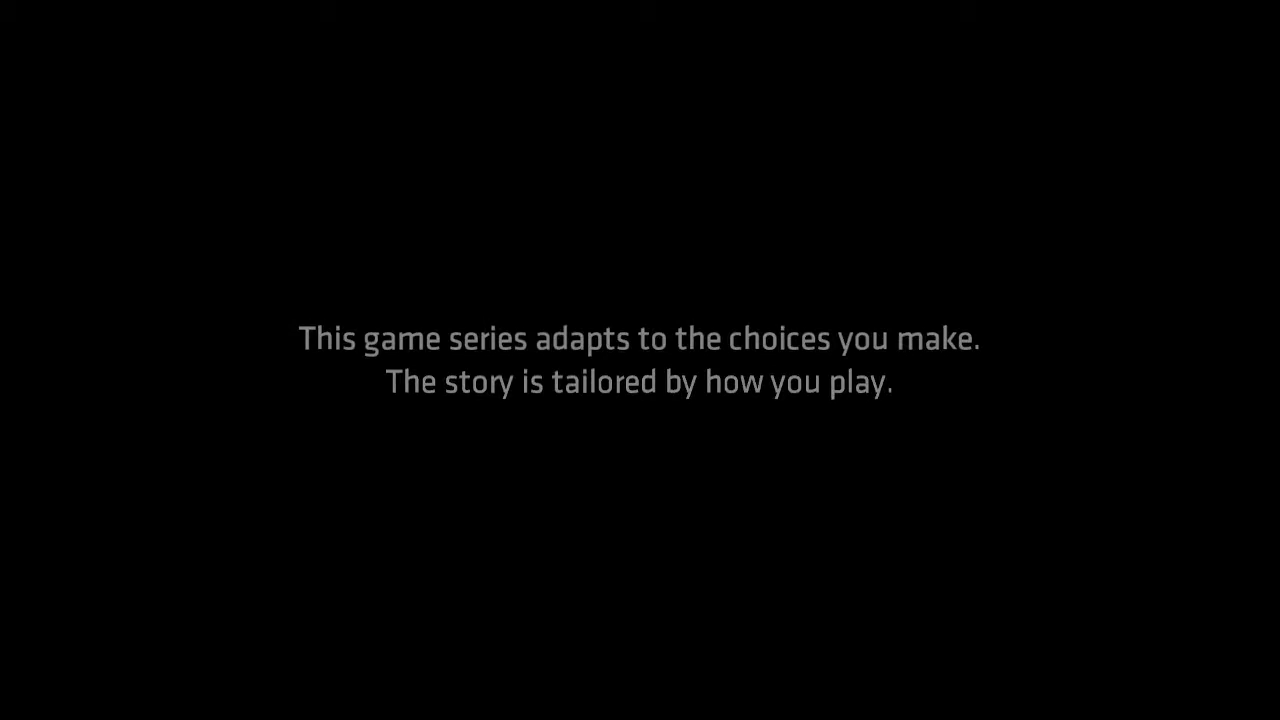 This game series adapts to the choices you make.
The story is tailored by how you play.